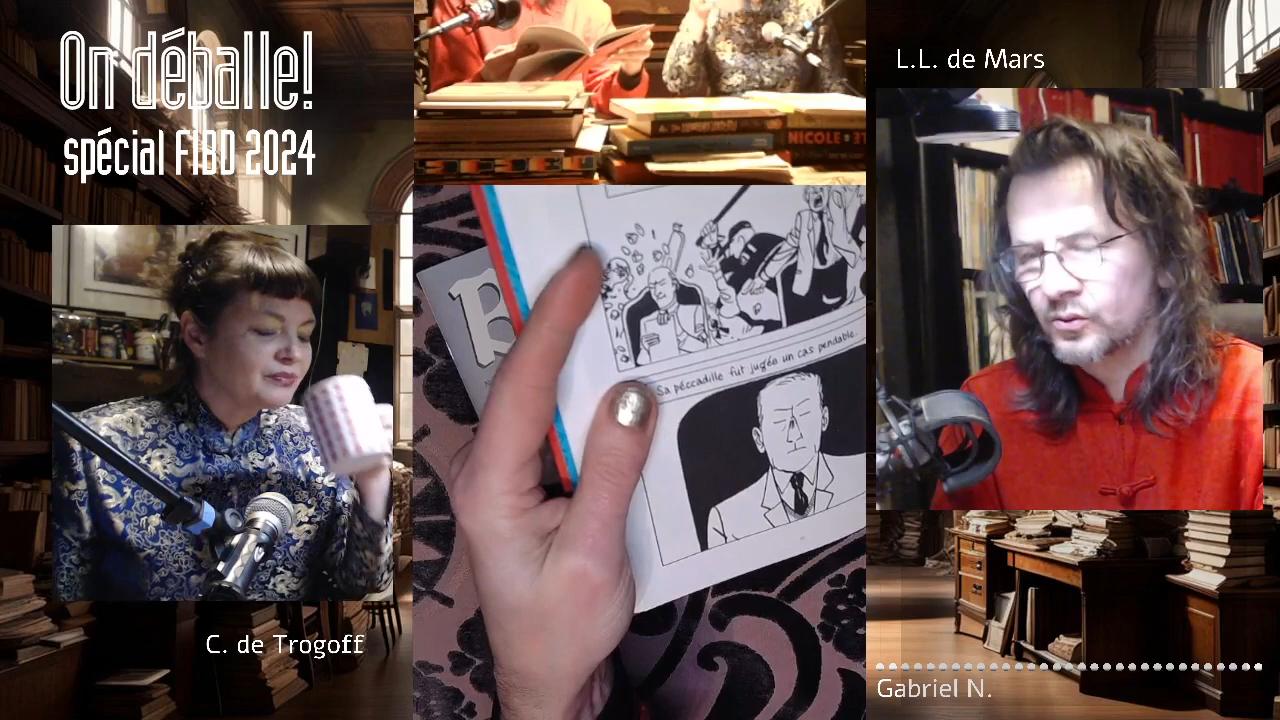 On déballe!
spécial FIBD 2024
L.L. de Mars
NICOLE
Sa péccadille fut jugée un cas pendable.
C. de Trogoff
Gabriel N.